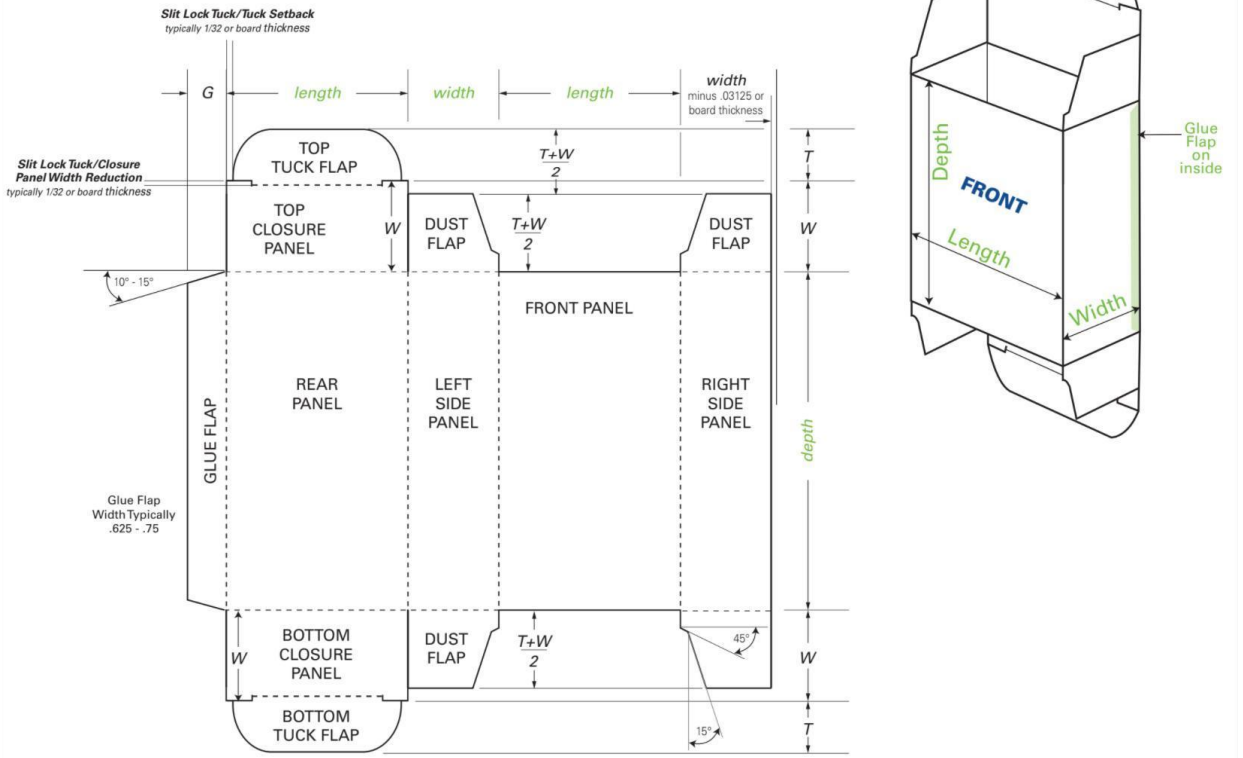 Slit Lock Tuck/Tuck Setback
typically 1/32 or board thickness
G
length
width
length
width
minus .03125 or
board thickness
Slit Lock Tuck/Closure
Panel Width Reduction
typically 1/32 or board thickness
TOP
TUCK FLAP
T+W
2
T
TOP
CLOSURE
PANEL
W
DUST
FLAP
T+W
2
DUST
FLAP
W
10° - 15°
FRONT PANEL
REAR
PANEL
LEFT
SIDE
PANEL
RIGHT
SIDE
PANEL
GLUE FLAP
depth
Glue Flap
Width Typically
.625 - .75
W
BOTTOM
CLOSURE
PANEL
DUST
FLAP
T+W
2
45°
W
BOTTOM
TUCK FLAP
15°
T
Depth
FRONT
Length
Width
Glue
Flap
on
inside